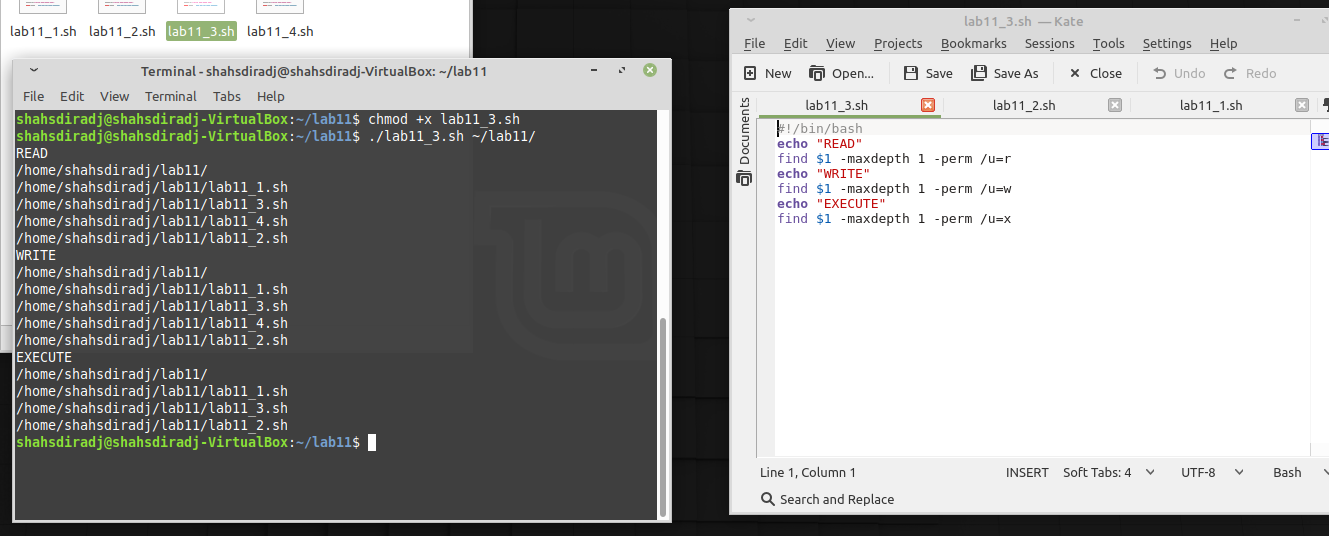 lab11_1.sh lab11_2.sh lab11_3.sh lab11_4.sh
Terminal - shahsdiradj@shahsdiradj-VirtualBox: ~/lab11
File Edit View Terminal Tabs Help
shahsdiradj@shahsdiradj-VirtualBox:~/lab11$ chmod +x lab11_3.sh
shahsdiradj@shahsdiradj-VirtualBox:~/lab11$ ./lab11_3.sh ~/lab11/
READ
/home/shahsdiradj/lab11/
/home/shahsdiradj/lab11/lab11_1.sh
/home/shahsdiradj/lab11/lab11_3.sh
/home/shahsdiradj/lab11/lab11_4.sh
/home/shahsdiradj/lab11/lab11_2.sh
WRITE
/home/shahsdiradj/lab11/
/home/shahsdiradj/lab11/lab11_1.sh
/home/shahsdiradj/lab11/lab11_3.sh
/home/shahsdiradj/lab11/lab11_4.sh
/home/shahsdiradj/lab11/lab11_2.sh
EXECUTE
/home/shahsdiradj/lab11/
/home/shahsdiradj/lab11/lab11_1.sh
/home/shahsdiradj/lab11/lab11_3.sh
/home/shahsdiradj/lab11/lab11_2.sh
shahsdiradj@shahsdiradj-VirtualBox:~/lab11$
lab11_3.sh — Kate
File Edit View Projects Bookmarks Sessions Tools Settings Help
New Open... Save Save As Close Undo Redo
Documents
lab11_3.sh lab11_2.sh lab11_1.sh
#!/bin/bash
echo "READ"
find $1 -maxdepth 1 -perm /u=r
echo "WRITE"
find $1 -maxdepth 1 -perm /u=w
echo "EXECUTE"
find $1 -maxdepth 1 -perm /u=x
Line 1, Column 1 INSERT Soft Tabs: 4 UTF-8 Bash
Search and Replace